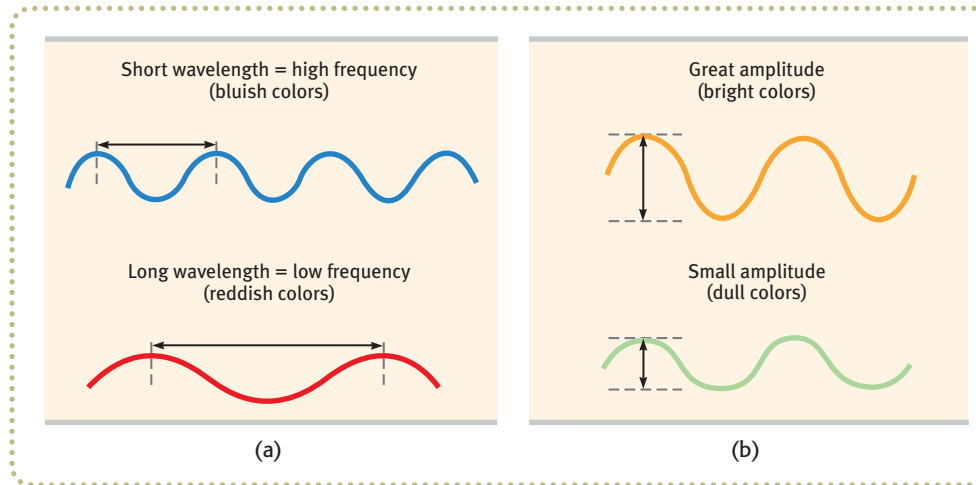 Short wavelength = high frequency
(bluish colors)
Long wavelength = low frequency
(reddish colors)
(a)
Great amplitude
(bright colors)
Small amplitude
(dull colors)
(b)